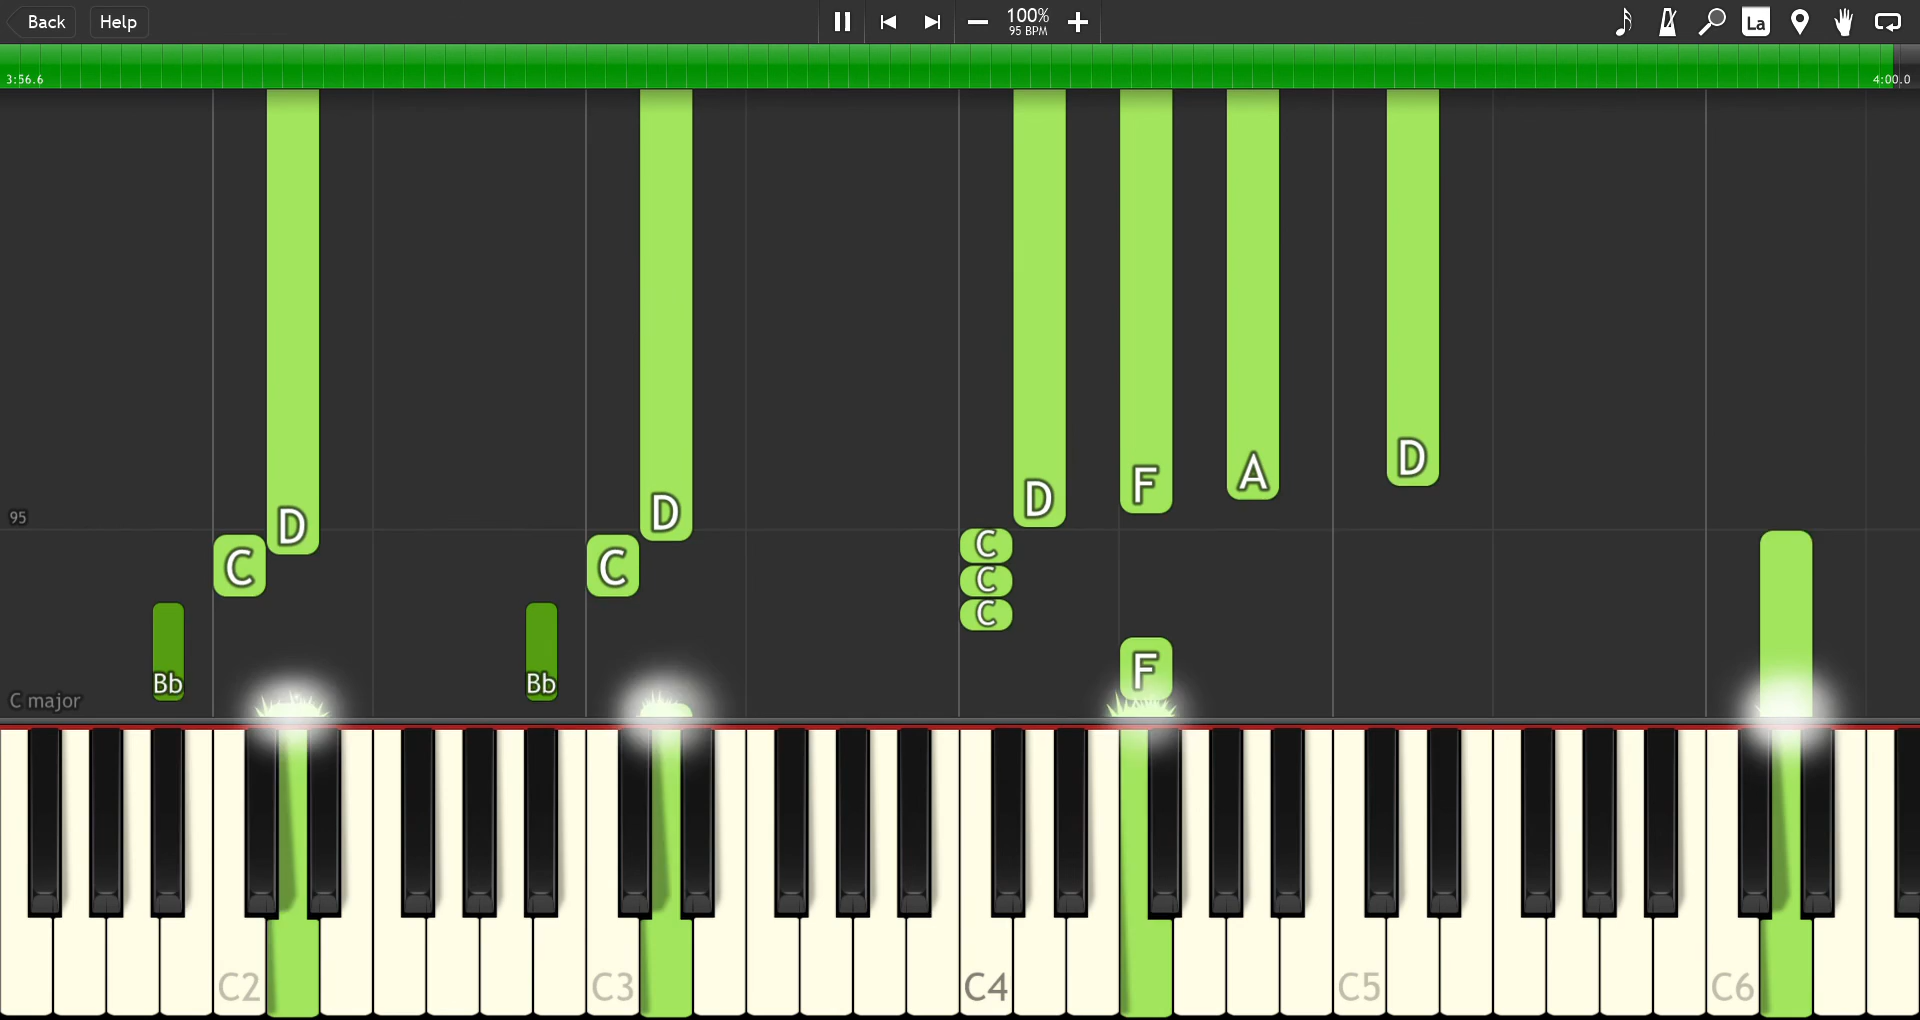 Back
Help
100%
95 BPM
La
3:56.6
4:00.0
D
F
A
D
D
D
95
C
C
C
C
C
F
Bb
Bb
C major
C2
C3
C4
C5
C6